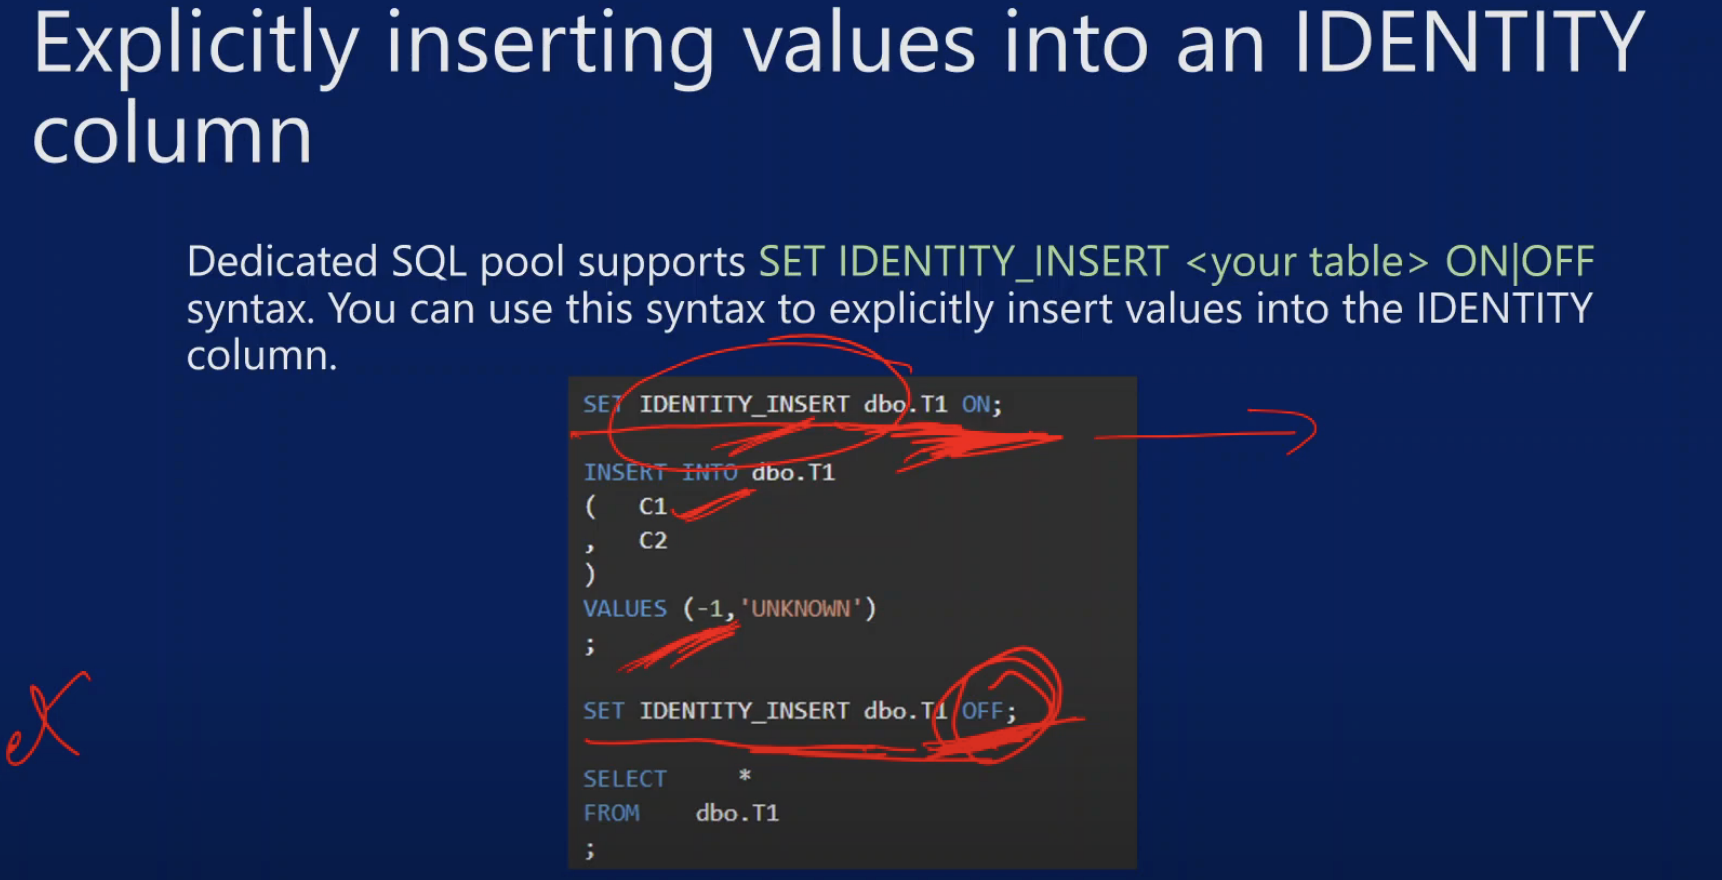 Explicitly inserting values into an IDENTITY
column
Dedicated SQL pool supports SET IDENTITY_INSERT <your table> ON|OFF
syntax. You can use this syntax to explicitly insert values into the IDENTITY
column.
SET IDENTITY_INSERT dbo.T1 ON;
INSERT INTO dbo.T1
( C1
, C2
)
VALUES (-1,'UNKNOWN')
;
SET IDENTITY_INSERT dbo.T1 OFF;
SELECT *
FROM dbo.T1
;